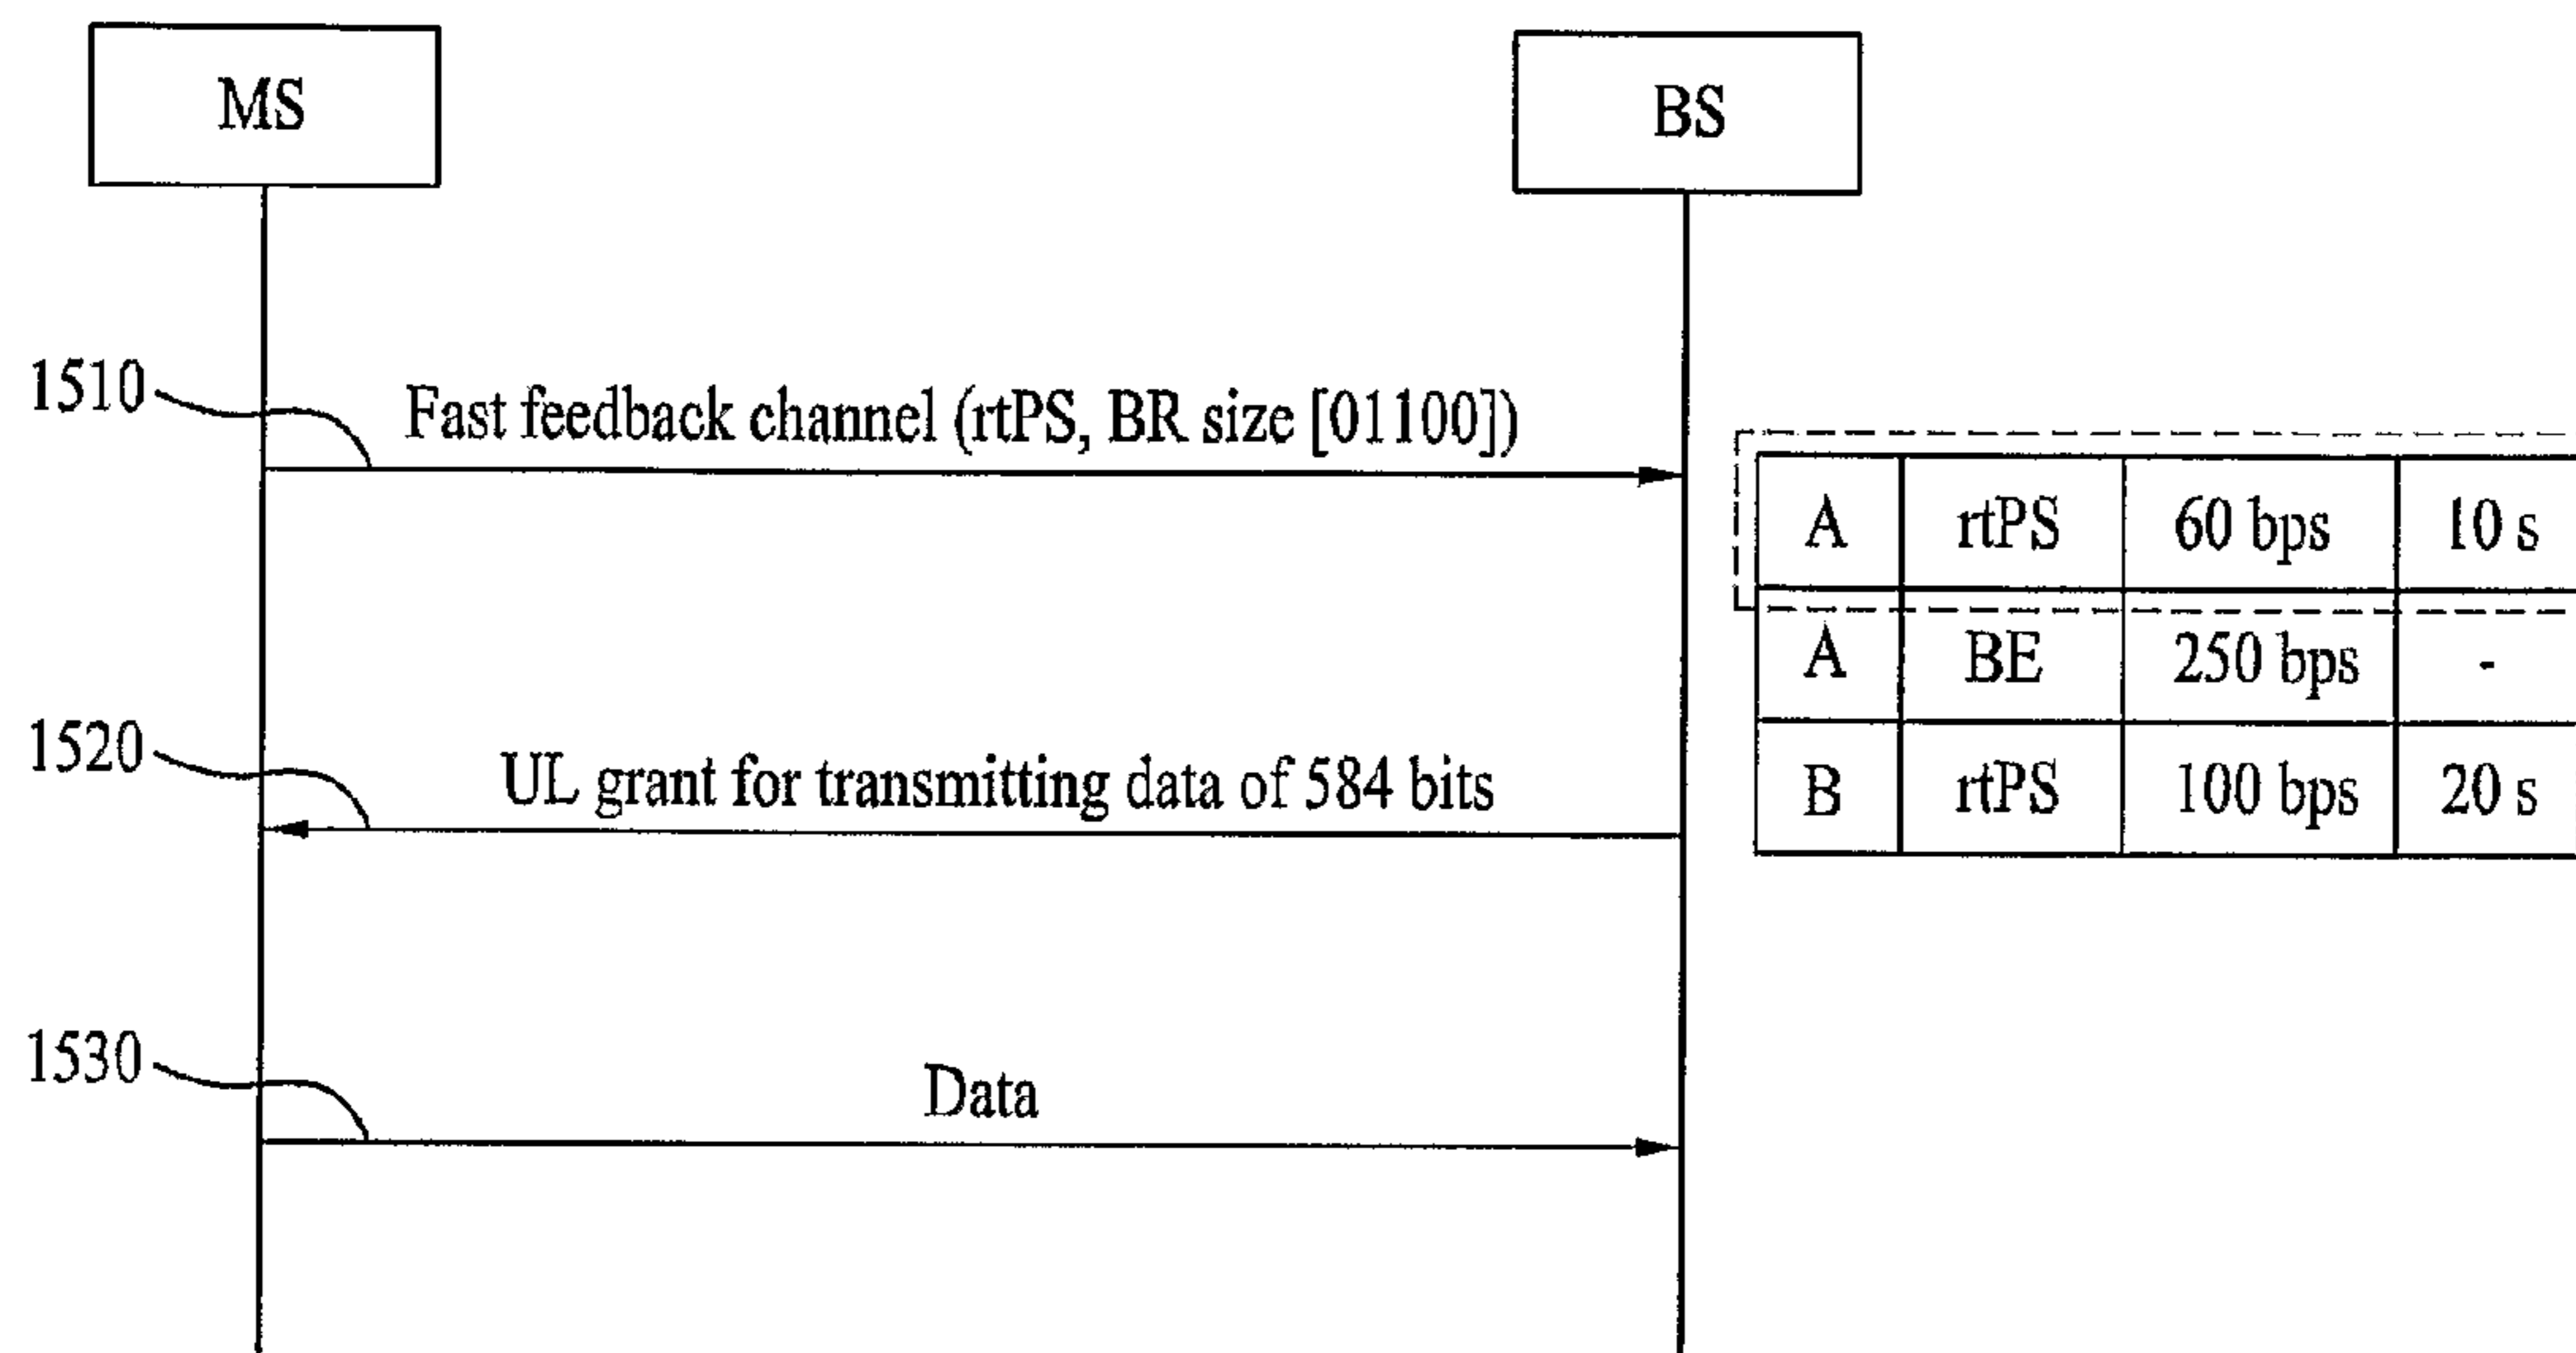 MS
BS
1510
Fast feedback channel (rtPS, BR size [01100])
A rtPS 60 bps 10 s
A BE 250 bps -
B rtPS 100 bps 20 s
1520
UL grant for transmitting data of 584 bits
1530
Data